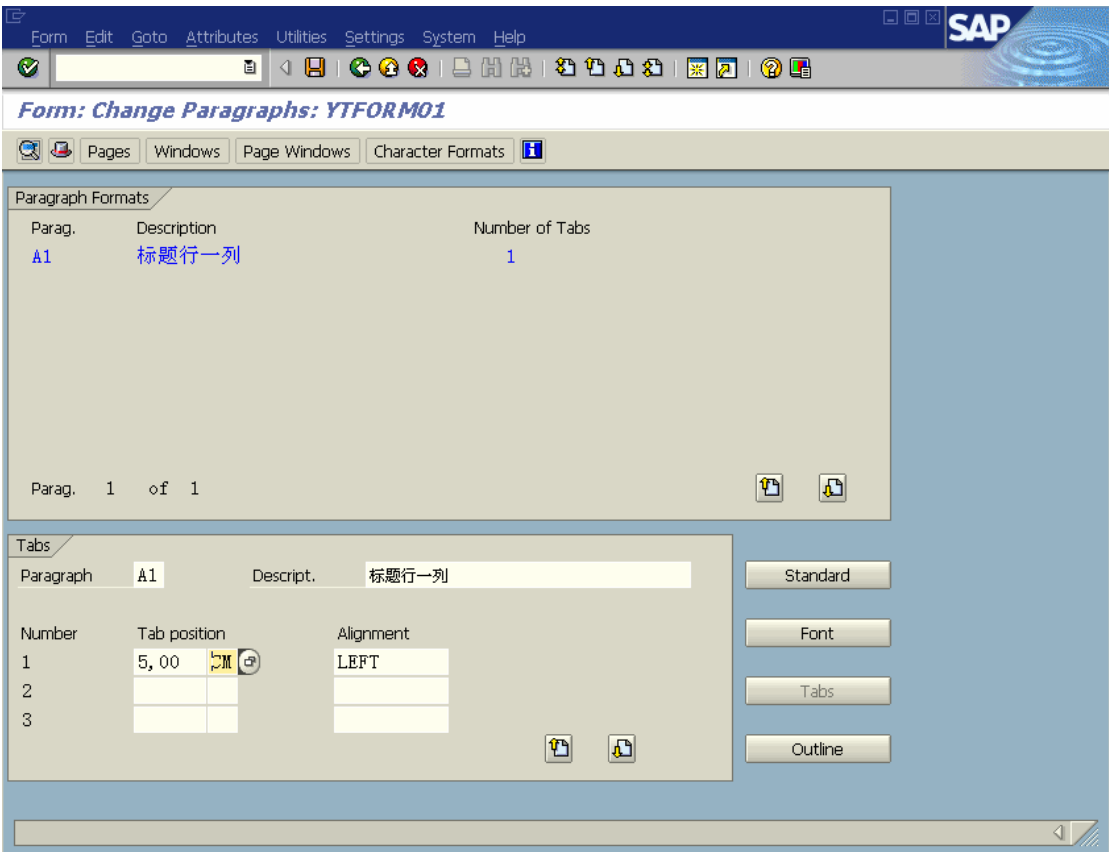 Form Edit Goto Attributes Utilities Settings System Help
SAP
Form: Change Paragraphs: YTFORM01
Pages Windows Page Windows Character Formats
Paragraph Formats
Parag. Description Number of Tabs
A1 标题行一列 1
Parag. 1 of 1
Tabs
Paragraph A1 Descript. 标题行一列 Standard
Number Tab position Alignment Font
1 5,00 CM LEFT
2 Tabs
3
Outline